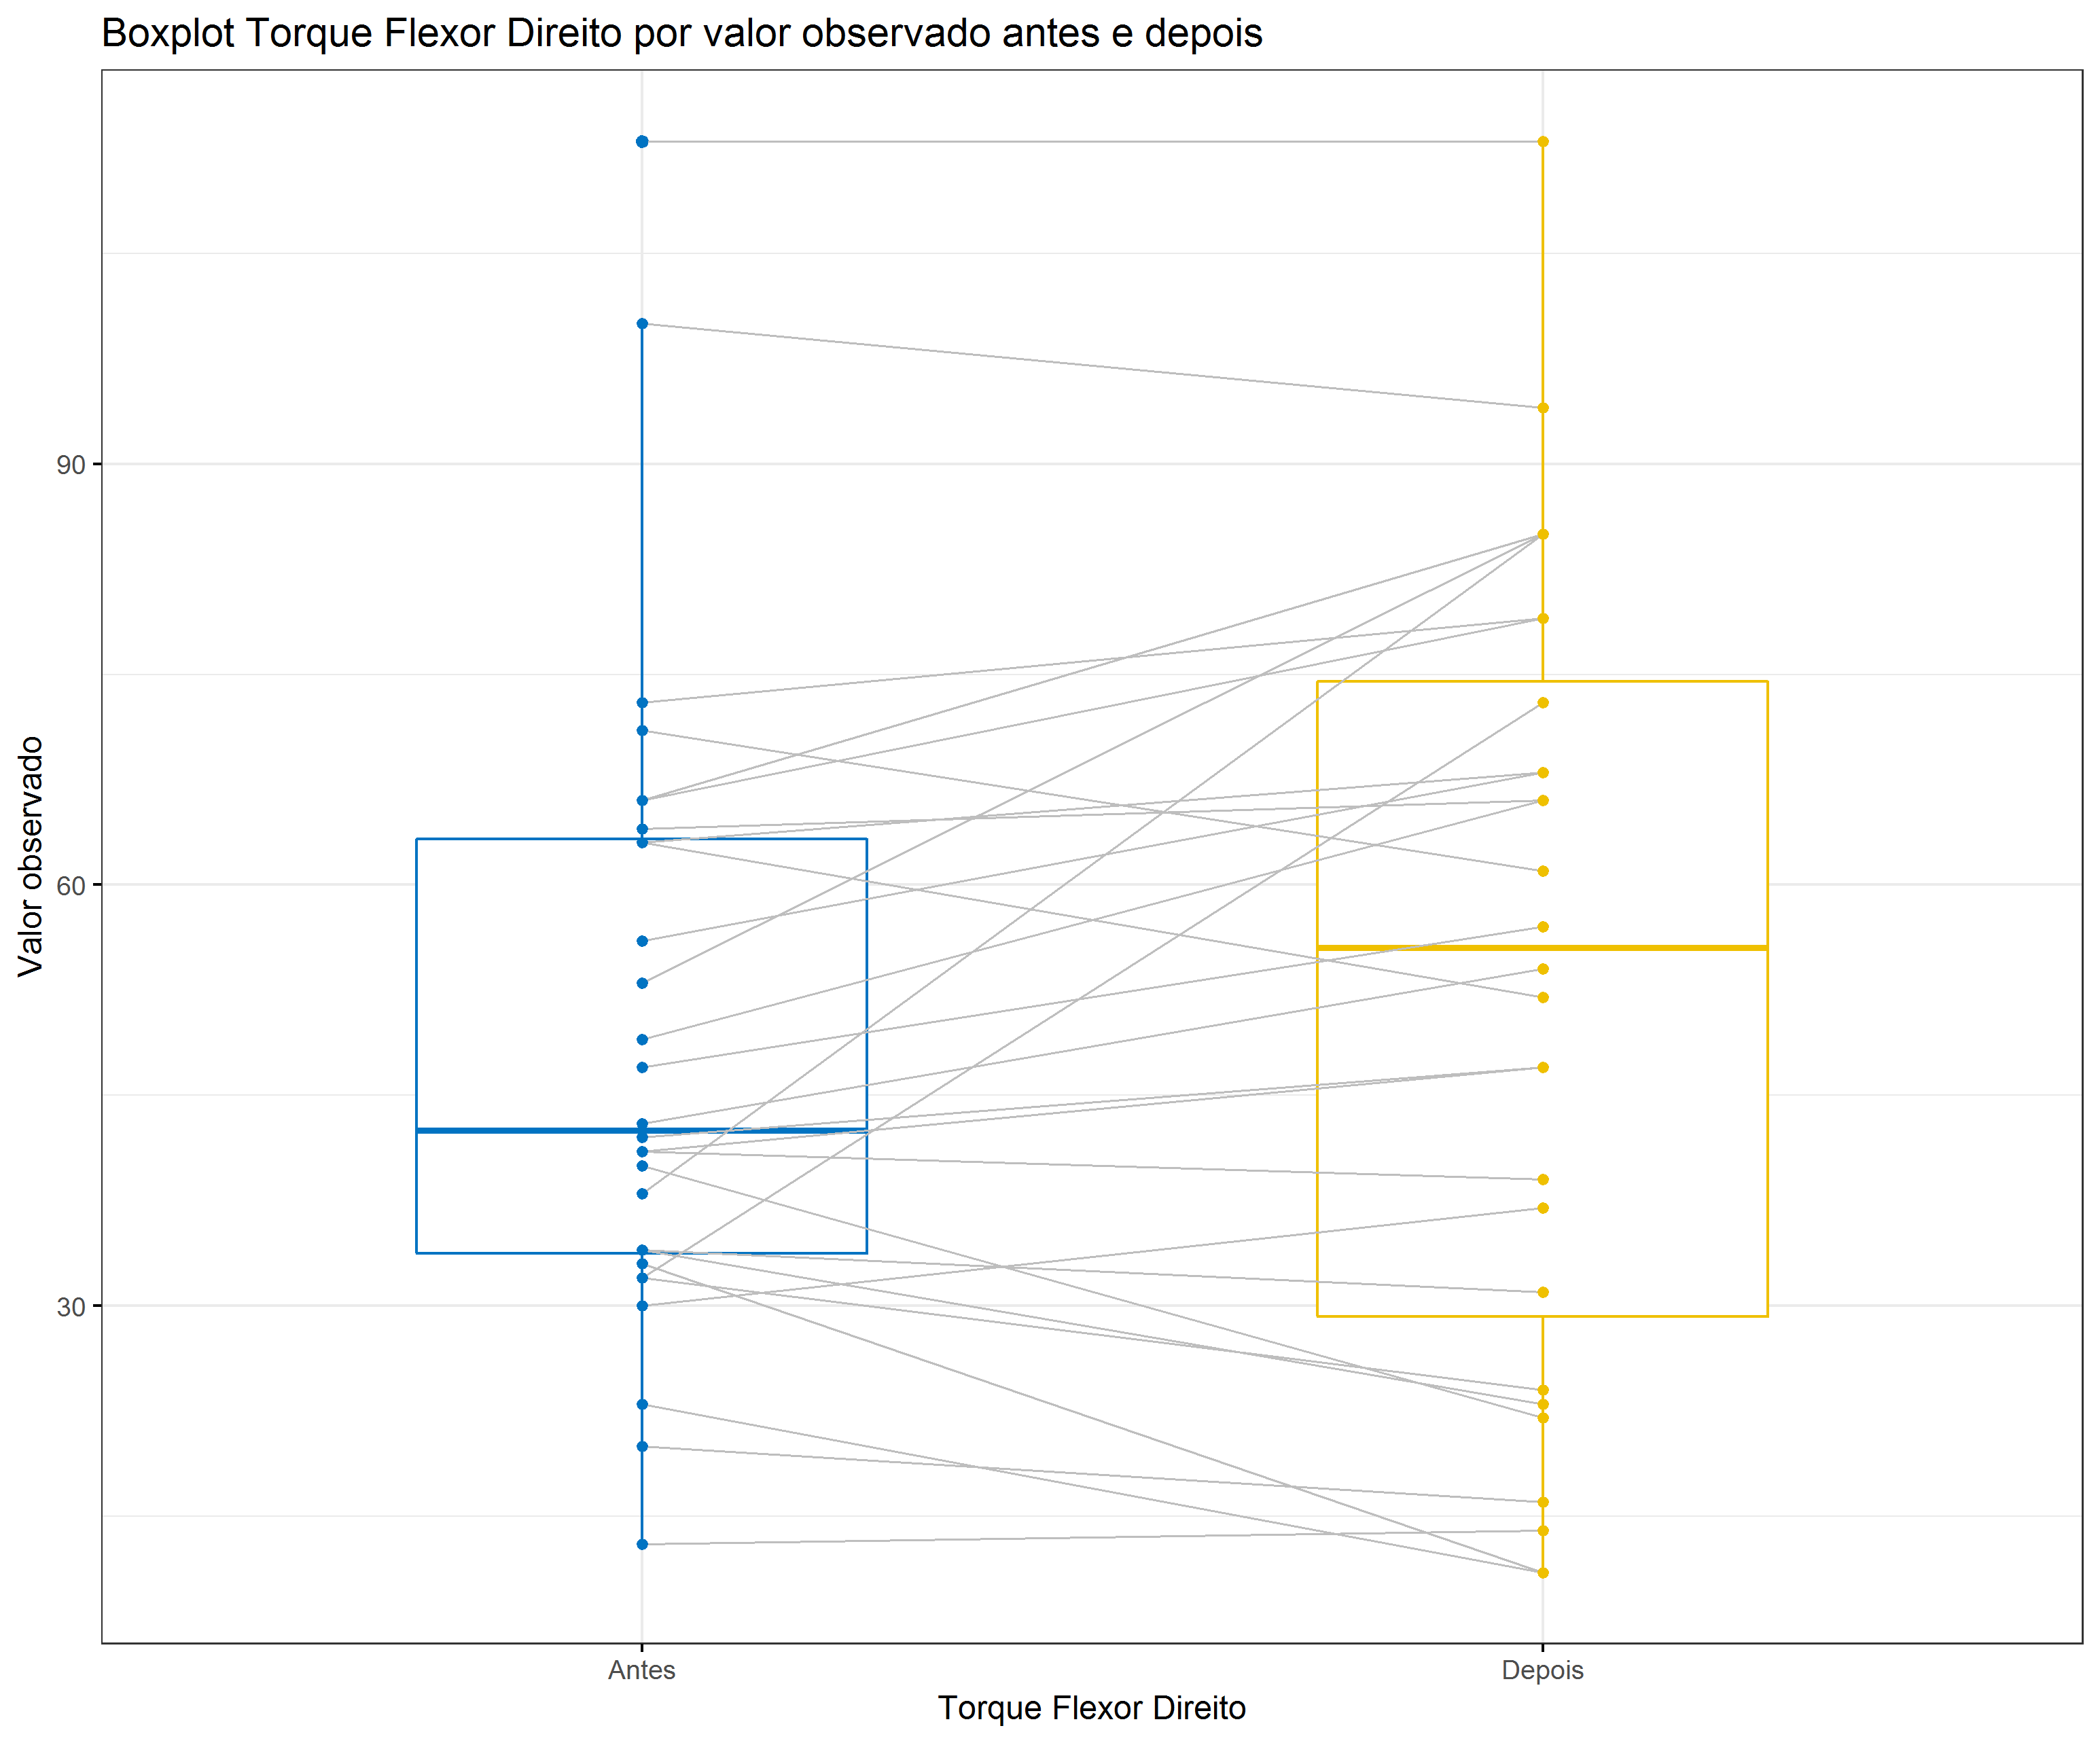 Boxplot Torque Flexor Direito por valor observado antes e depois
Valor observado
90
60
30
Antes
Depois
Torque Flexor Direito